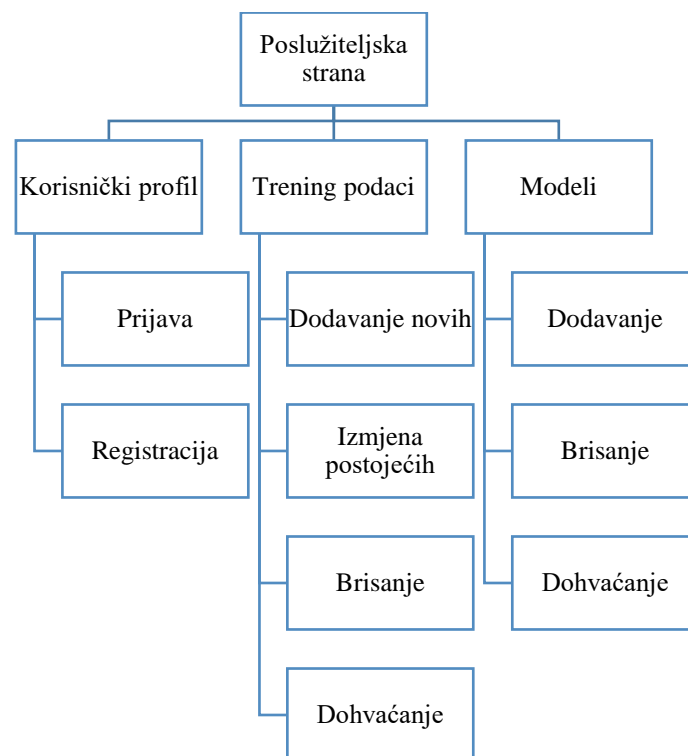 Poslužiteljska
strana
Korisnički profil
Trening podaci
Modeli
Prijava
Registracija
Dodavanje novih
Izmjena
postojećih
Brisanje
Dohvaćanje
Dodavanje
Brisanje
Dohvaćanje